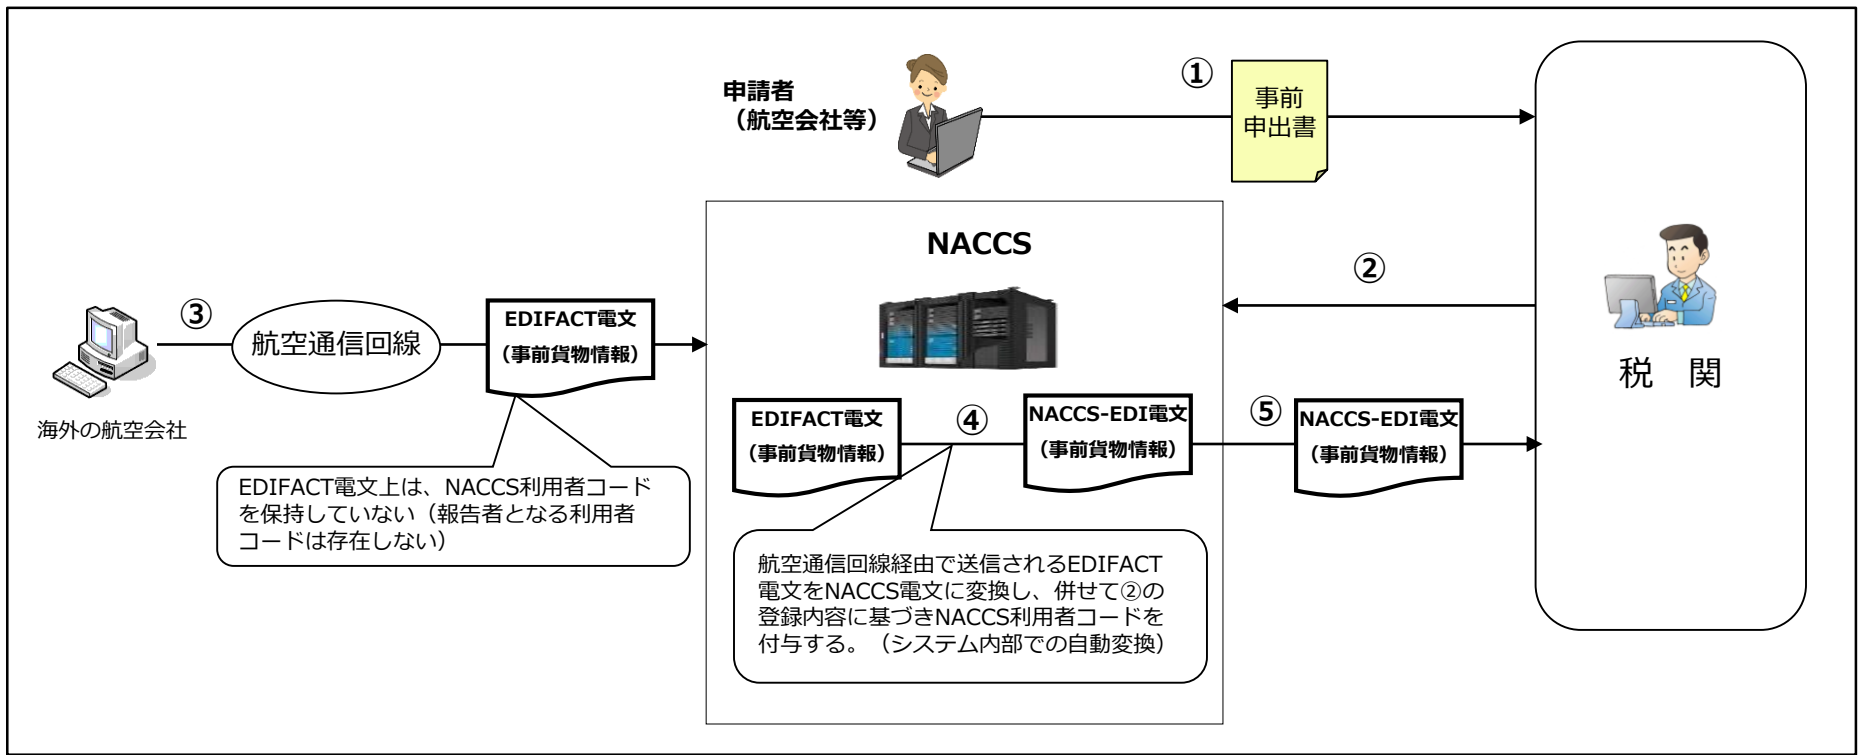 申請者
（航空会社等）
①
事前
申出書
NACCS
②
税　関
③
航空通信回線
EDIFACT電文
（事前貨物情報）
海外の航空会社
EDIFACT電文
（事前貨物情報）
④
NACCS-EDI電文
（事前貨物情報）
⑤
NACCS-EDI電文
（事前貨物情報）
EDIFACT電文上は、NACCS利用者コード
を保持していない（報告者となる利用者
コードは存在しない）
航空通信回線経由で送信されるEDIFACT
電文をNACCS電文に変換し、併せて②の
登録内容に基づきNACCS利用者コードを
付与する。（システム内部での自動変換）